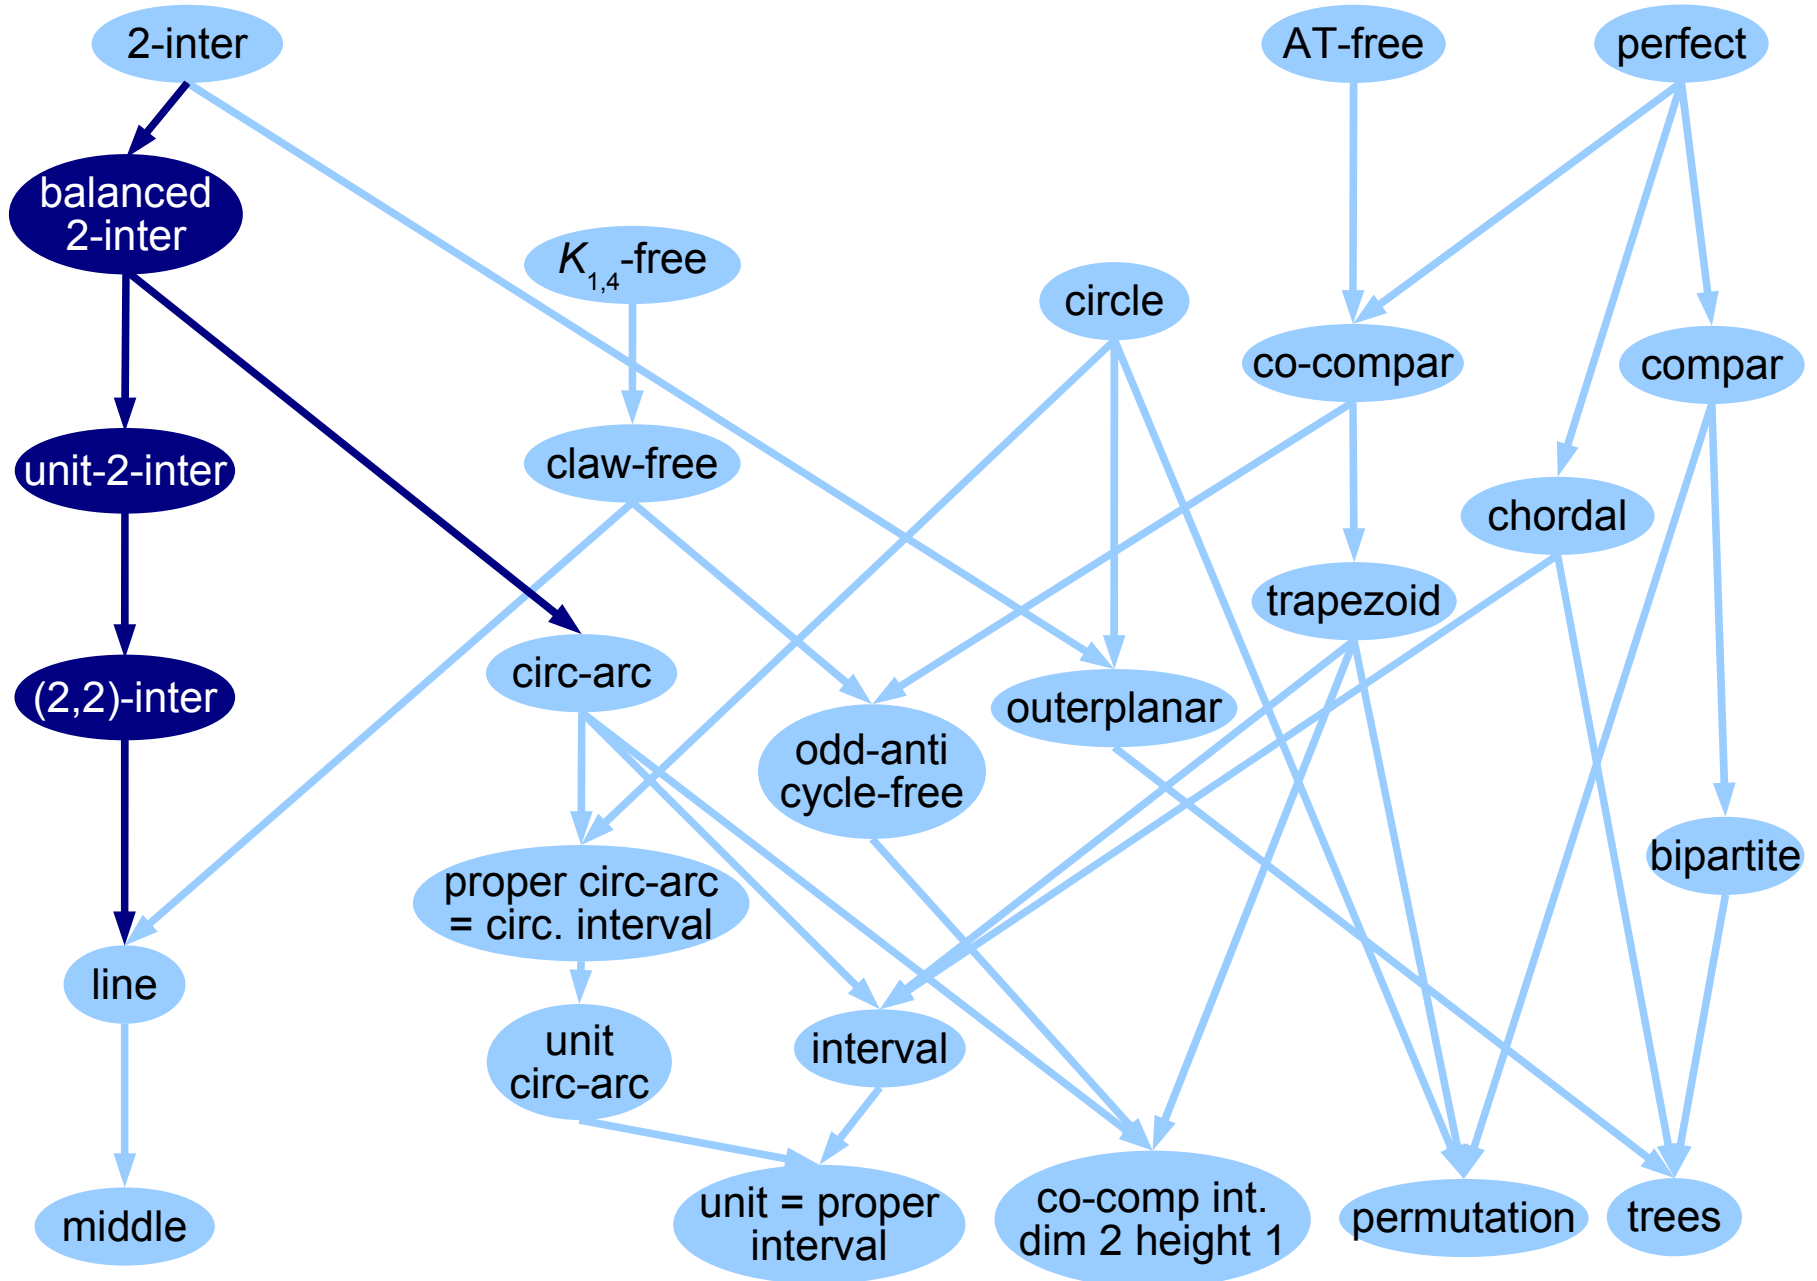 2-inter
AT-free
perfect
balanced
2-inter
K1,4-free
circle
co-compar
compar
unit-2-inter
claw-free
chordal
trapezoid
(2,2)-inter
circ-arc
outerplanar
odd-anti
cycle-free
bipartite
proper circ-arc
= circ. interval
line
unit
circ-arc
interval
middle
unit = proper
interval
co-comp int.
dim 2 height 1
permutation
trees